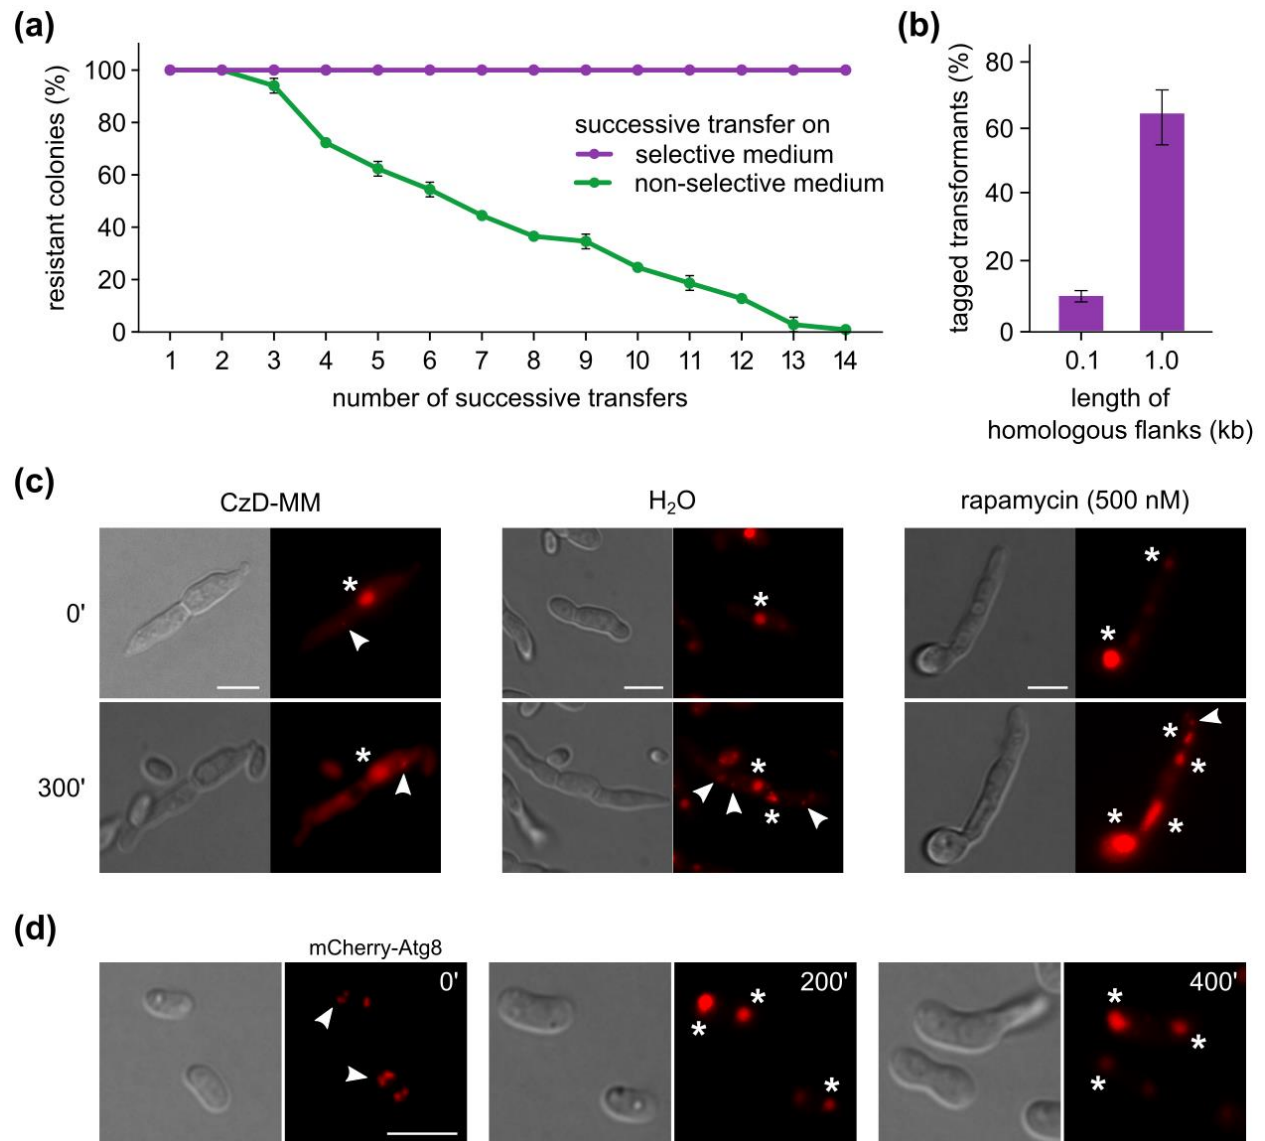 (a)
resistant colonies (%)
100
80
60
40
20
0
successive transfer on
selective medium
non-selective medium
1 2 3 4 5 6 7 8 9 10 11 12 13 14
number of successive transfers
(b)
tagged transformants (%)
80
60
40
20
0
0.1 1.0
length of
homologous flanks (kb)
(c)
CzD-MM H₂O rapamycin (500 nM)
0'
* * * *
300'
* * * * * * *
(d)
mCherry-Atg8
0' 200' 400'
* * * * * *